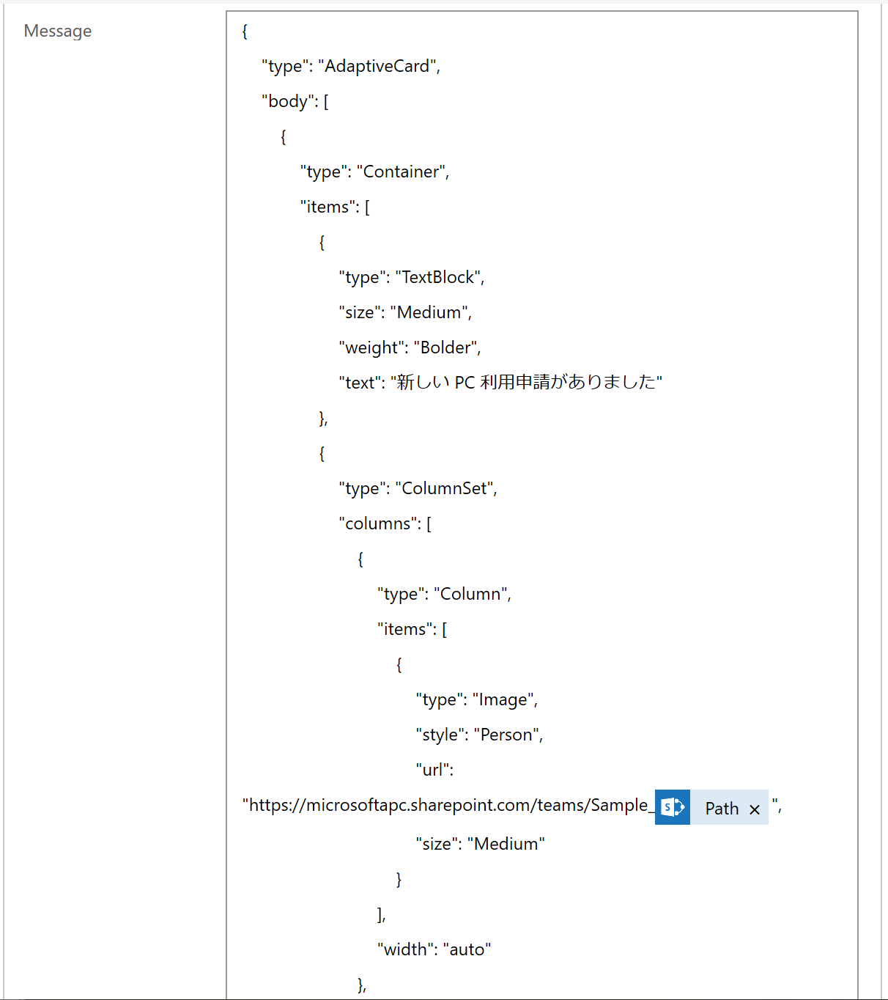 Message
{
"type": "AdaptiveCard",
"body": [
{
"type": "Container",
"items": [
{
"type": "TextBlock",
"size": "Medium",
"weight": "Bolder",
"text": "新しい PC 利用申請がありました"
},
{
"type": "ColumnSet",
"columns": [
{
"type": "Column",
"items": [
{
"type": "Image",
"style": "Person",
"url":
"https://microsoftapc.sharepoint.com/teams/Sample_ S Path × ",
"size": "Medium"
}
],
"width": "auto"
},